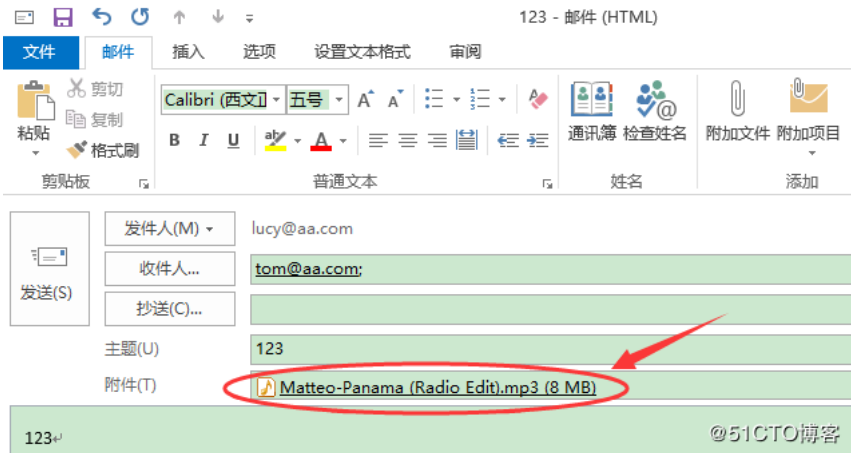 123 - 邮件 (HTML)
文件 邮件 插入 选项 设置文本格式 审阅
粘贴
剪切
复制
格式刷
剪贴板
Calibri (西文正 五号 A A
B I U aby A
普通文本
通讯簿 检查姓名
姓名
附加文件 附加项目
添加
发送(S)
发件人(M) lucy@aa.com
收件人... tom@aa.com;
抄送(C)...
主题(U) 123
附件(T) Matteo-Panama (Radio Edit).mp3 (8 MB)
123
@51CTO博客